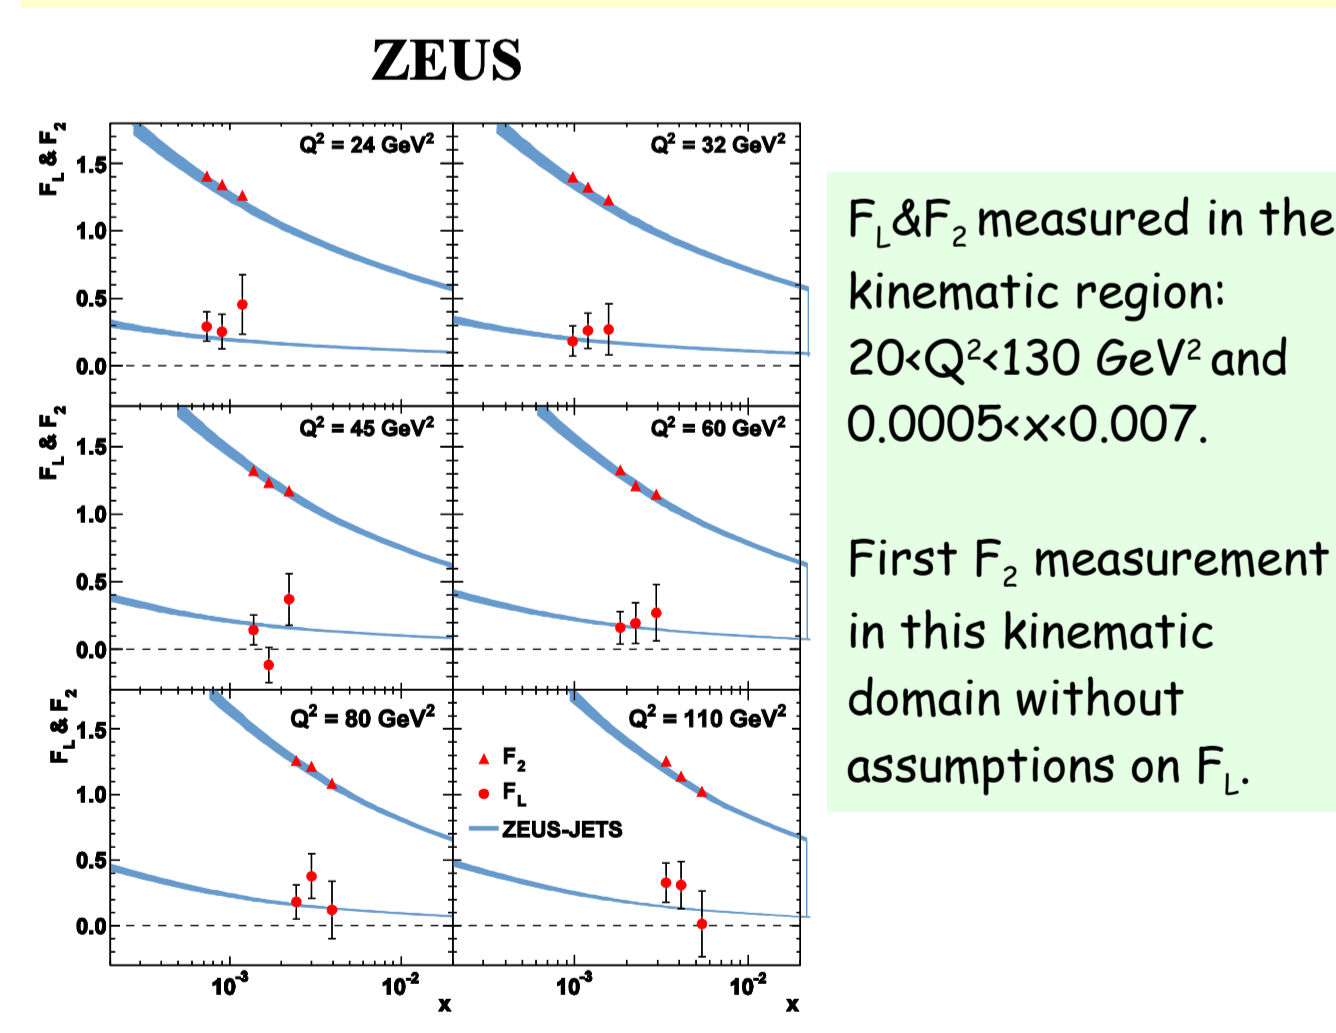 ZEUS
F_L & F_2
Q² = 24 GeV²
Q² = 32 GeV²
1.5
1.0
0.5
0.0
F_L & F_2
Q² = 45 GeV²
Q² = 60 GeV²
1.5
1.0
0.5
0.0
F_L & F_2
Q² = 80 GeV²
Q² = 110 GeV²
1.5
1.0
0.5
0.0
F₂
F_L
ZEUS-JETS
10⁻³
10⁻²
x
10⁻³
10⁻²
x
F_L&F₂ measured in the
kinematic region:
20<Q²<130 GeV² and
0.0005<x<0.007.
First F₂ measurement
in this kinematic
domain without
assumptions on F_L.